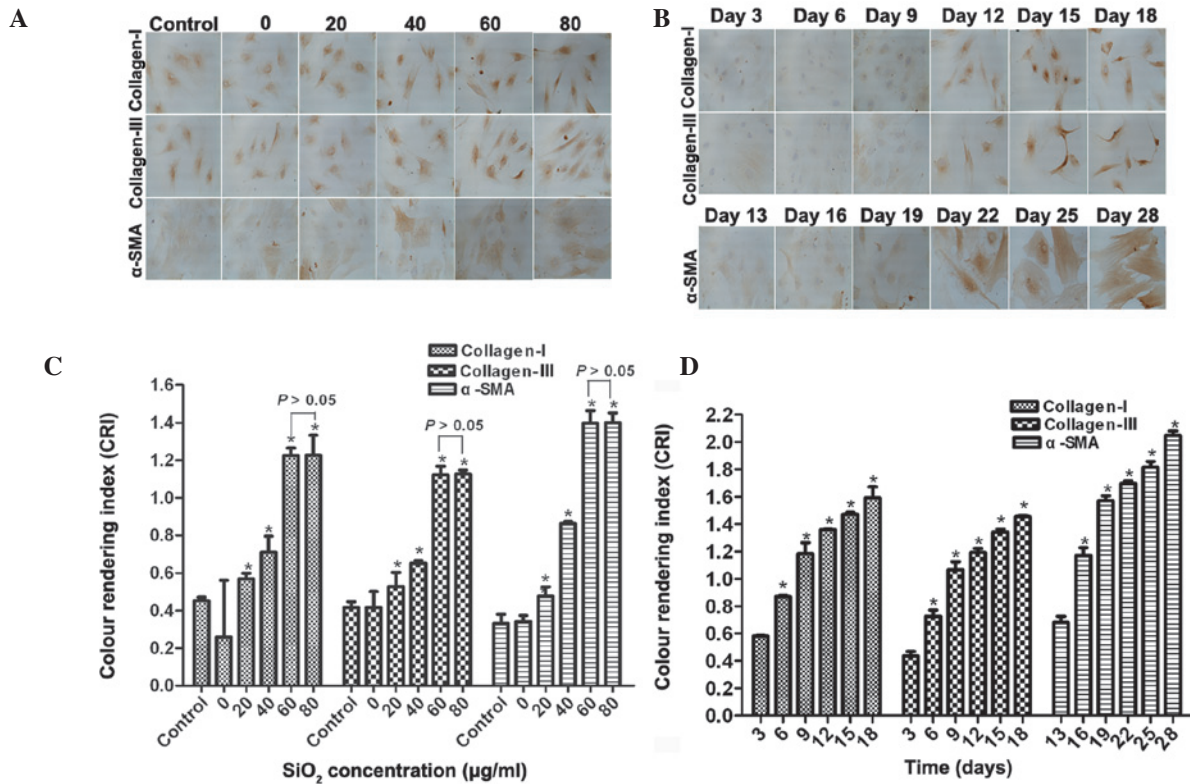 A
Control 0 20 40 60 80
Collagen-I
Collagen-III
α-SMA
B
Day 3 Day 6 Day 9 Day 12 Day 15 Day 18
Collagen-I
Collagen-III
Day 13 Day 16 Day 19 Day 22 Day 25 Day 28
α-SMA
C
Collagen-I
Collagen-III
α-SMA
P > 0.05
P > 0.05
P > 0.05
* * * *
* * * *
* * * *
Colour rendering index (CRI)
1.6
1.4
1.2
1.0
0.8
0.6
0.4
0.2
0.0
Control 0 20 40 60 80 Control 0 20 40 60 80 Control 0 20 40 60 80
SiO₂ concentration (μg/ml)
D
Collagen-I
Collagen-III
α-SMA
* * * * *
* * * * *
* * * * *
Colour rendering index (CRI)
2.2
2.0
1.8
1.6
1.4
1.2
1.0
0.8
0.6
0.4
0.2
0.0
3 6 9 12 15 18 3 6 9 12 15 18 13 16 19 22 25 28
Time (days)